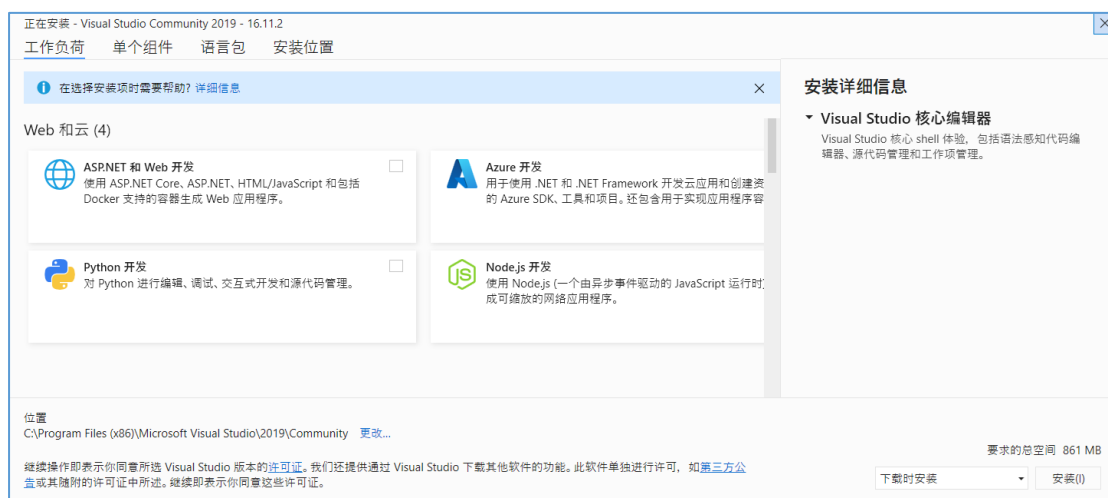 正在安装 - Visual Studio Community 2019 - 16.11.2
工作负荷 单个组件 语言包 安装位置
在选择安装项时需要帮助? 详细信息
Web 和云 (4)
ASP.NET 和 Web 开发
使用 ASP.NET Core、ASP.NET、HTML/JavaScript 和包括
Docker 支持的容器生成 Web 应用程序。
Azure 开发
用于使用 .NET 和 .NET Framework 开发云应用和创建资
的 Azure SDK、工具和项目。还包含用于实现应用程序容
Python 开发
对 Python 进行编辑、调试、交互式开发和源代码管理。
Node.js 开发
使用 Node.js (一个由异步事件驱动的 JavaScript 运行时)
成可缩放的网络应用程序。
安装详细信息
Visual Studio 核心编辑器
Visual Studio 核心 shell 体验，包括语法感知代码编
辑器、源代码管理和工作项管理。
位置
C:\Program Files (x86)\Microsoft Visual Studio\2019\Community 更改...
继续操作即表示你同意所选 Visual Studio 版本的许可证。我们还提供通过 Visual Studio 下载其他软件的功能。此软件单独进行许可，如第三方公
告或其随附的许可证中所述。继续即表示你同意这些许可证。
要求的总空间 861 MB
下载时安装 安装(I)